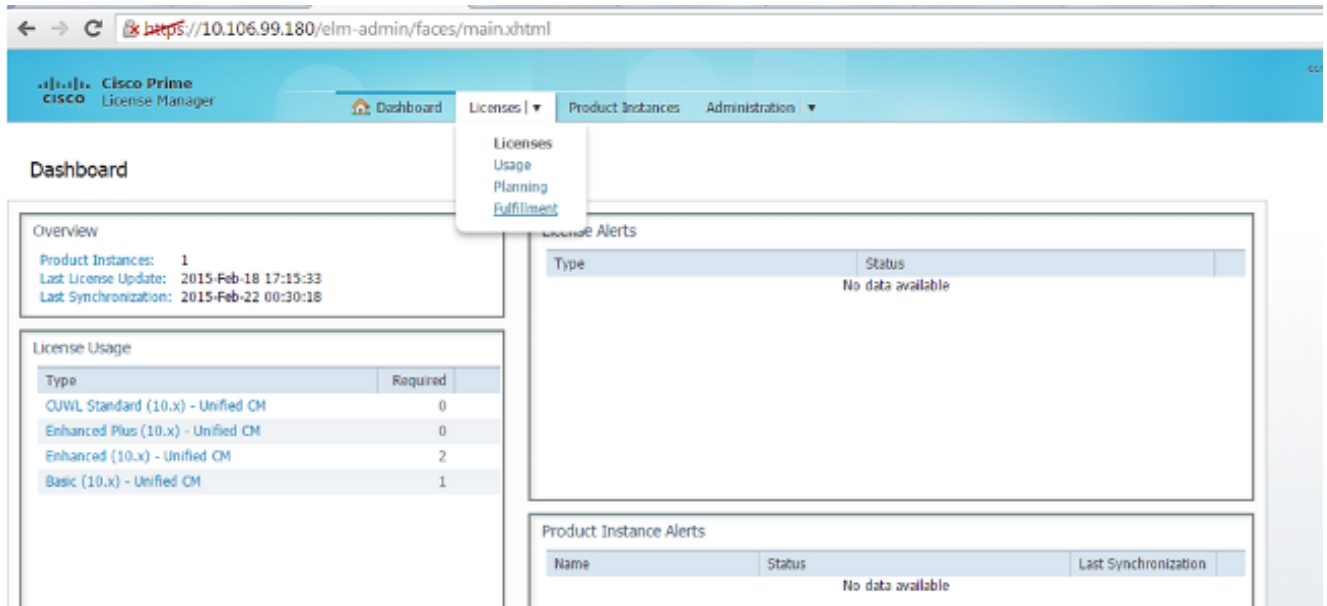 https://10.106.99.180/elm-admin/faces/main.xhtml
Cisco Prime
CISCO License Manager
Dashboard Licenses | ▼ Product Instances Administration | ▼
Licenses
Usage
Planning
Fulfillment
Dashboard
Overview
Product Instances: 1
Last License Update: 2015-Feb-18 17:15:33
Last Synchronization: 2015-Feb-22 00:30:18
License Usage
Type Required
CUWL Standard (10.x) - Unified CM 0
Enhanced Plus (10.x) - Unified CM 0
Enhanced (10.x) - Unified CM 2
Basic (10.x) - Unified CM 1
License Alerts
Type Status
No data available
Product Instance Alerts
Name Status Last Synchronization
No data available